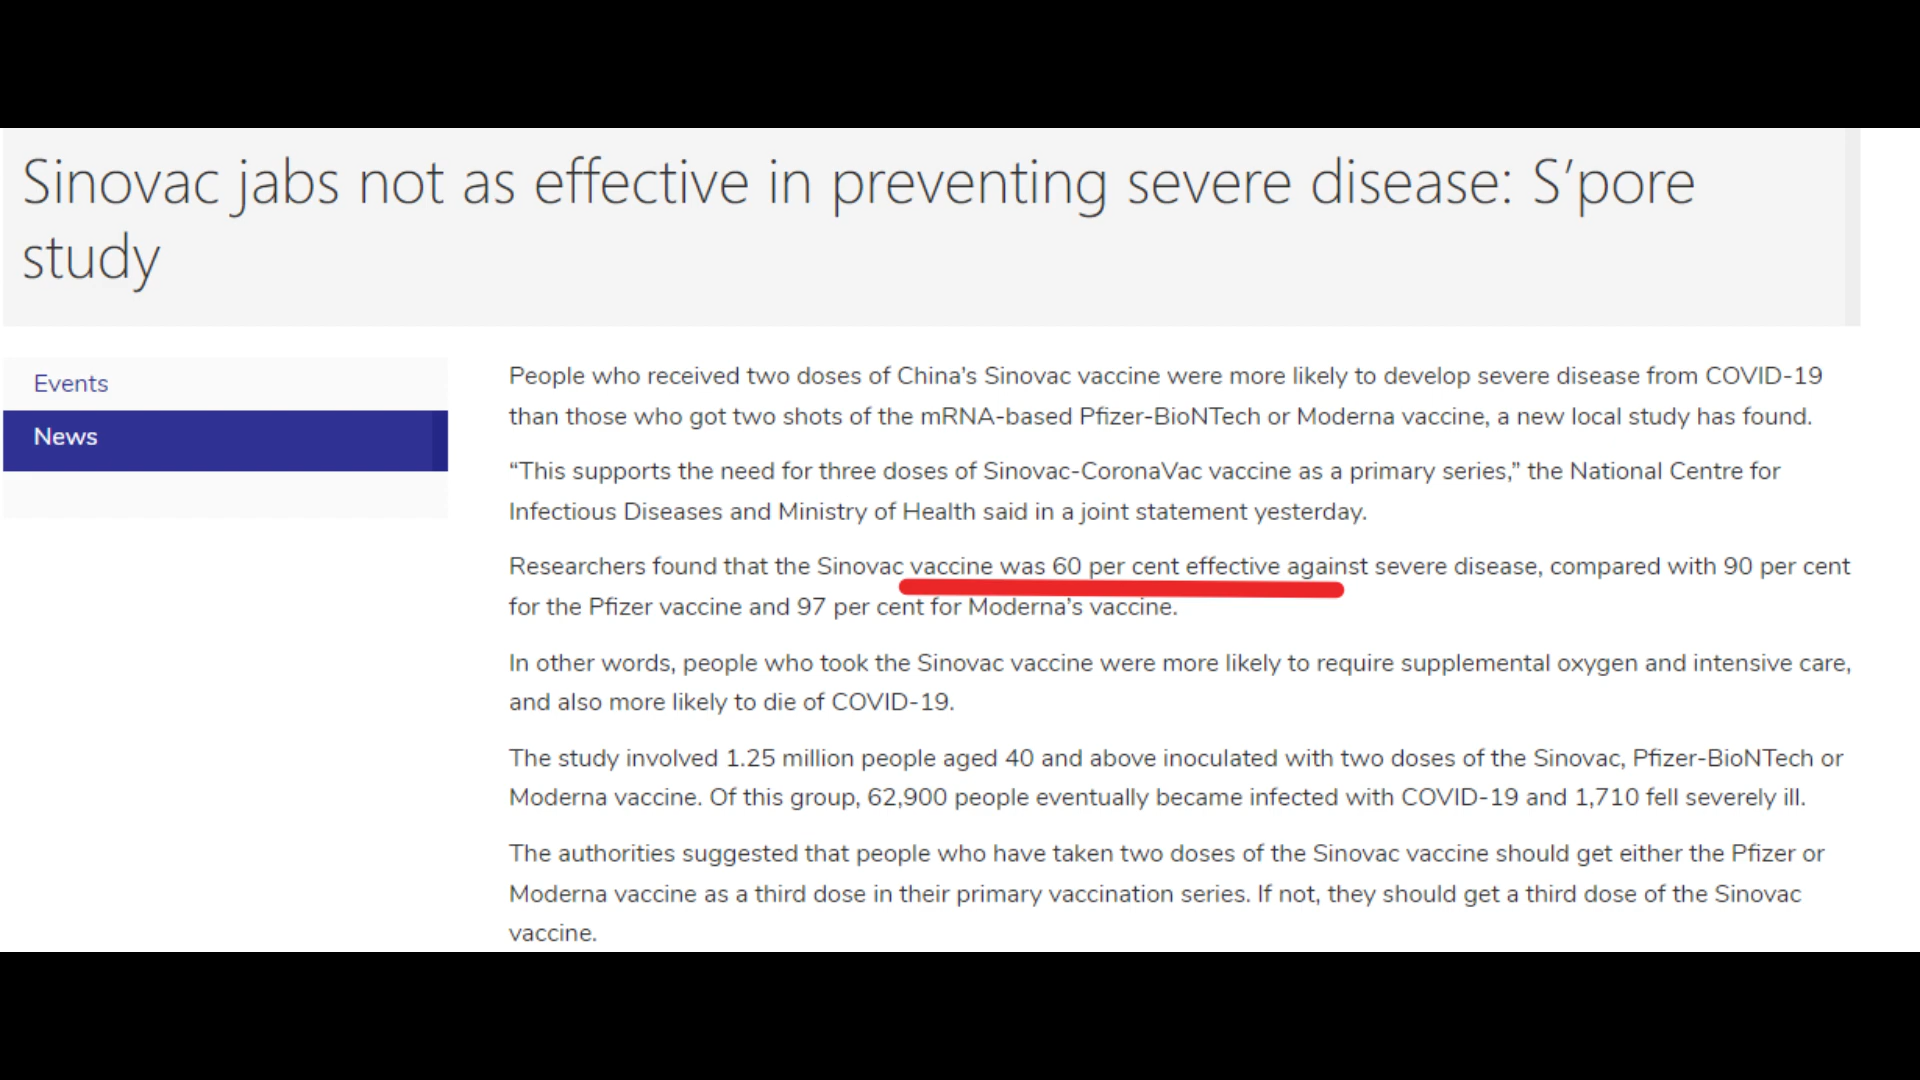 Sinovac jabs not as effective in preventing severe disease: S’pore
study
Events
News
People who received two doses of China's Sinovac vaccine were more likely to develop severe disease from COVID-19
than those who got two shots of the mRNA-based Pfizer-BioNTech or Moderna vaccine, a new local study has found.
“This supports the need for three doses of Sinovac-CoronaVac vaccine as a primary series,” the National Centre for
Infectious Diseases and Ministry of Health said in a joint statement yesterday.
Researchers found that the Sinovac vaccine was 60 per cent effective against severe disease, compared with 90 per cent
for the Pfizer vaccine and 97 per cent for Moderna’s vaccine.
In other words, people who took the Sinovac vaccine were more likely to require supplemental oxygen and intensive care,
and also more likely to die of COVID-19.
The study involved 1.25 million people aged 40 and above inoculated with two doses of the Sinovac, Pfizer-BioNTech or
Moderna vaccine. Of this group, 62,900 people eventually became infected with COVID-19 and 1,710 fell severely ill.
The authorities suggested that people who have taken two doses of the Sinovac vaccine should get either the Pfizer or
Moderna vaccine as a third dose in their primary vaccination series. If not, they should get a third dose of the Sinovac
vaccine.